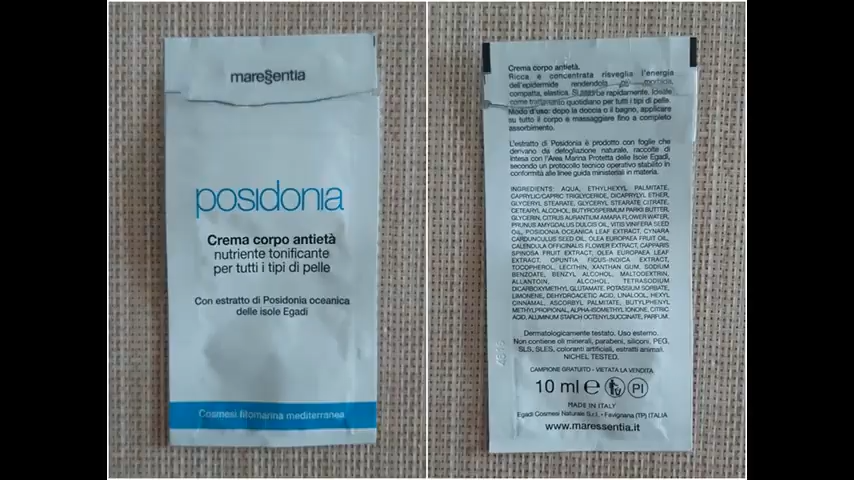 maressentia
posidonia
Crema corpo antietà
nutriente tonificante
per tutti i tipi di pelle
Con estratto di Posidonia oceanica
delle isole Egadi
Cosmesi fitomarina mediterranea
Crema corpo antietà.
Ricca e concentrata risveglia l'energia
dell'epidermide rendendola più morbida,
compatta, elastica. rapidamente. Ideale
come trattamento quotidiano per tutti i tipi di pelle.
Modo d'uso: dopo la doccia o il bagno, applicare
su tutto il corpo e massaggiare fino a completo
assorbimento.
L'estratto di Posidonia è prodotto con foglie che
derivano da defogliazione naturale, raccolte di
intesa con l'Area Marina Protetta delle Isole Egadi,
secondo un protocollo tecnico operativo stabilito in
conformità alle linee guida ministeriali in materia.
INGREDIENTS: AQUA, ETHYLHEXYL PALMITATE,
CAPRYLIC/CAPRIC TRIGLYCERIDE, DICAPRYLYL ETHER,
GLYCERYL STEARATE, GLYCERYL STEARATE CITRATE,
CETEARYL ALCOHOL, BUTYROSPERMUM PARKII BUTTER,
GLYCERIN, CITRUS AURANTIUM AMARA FLOWER WATER,
PRUNUS AMYGDALUS DULCIS OIL, VITIS VINIFERA SEED
OIL, POSIDONIA OCEANICA LEAF EXTRACT, CYNARA
CARDUNCULUS SEED OIL, OLEA EUROPAEA FRUIT OIL,
CALENDULA OFFICINALIS FLOWER EXTRACT, CAPPARIS
SPINOSA FRUIT EXTRACT, OLEA EUROPAEA LEAF
EXTRACT, OPUNTIA FICUS-INDICA EXTRACT,
TOCOPHEROL, LECITHIN, XANTHAN GUM, SODIUM
BENZOATE, BENZYL ALCOHOL, MALTODEXTRIN,
ALLANTOIN, ALCOHOL, TETRASODIUM
DICARBOXYMETHYL GLUTAMATE, POTASSIUM SORBATE,
LIMONENE, DEHYDROACETIC ACID, LINALOOL, HEXYL
CINNAMAL, ASCORBYL PALMITATE, BUTYLPHENYL
METHYLPROPIONAL, ALPHA-ISOMETHYL IONONE, CITRIC
ACID, ALUMINUM STARCH OCTENYLSUCCINATE, PARFUM.
Dermatologicamente testato. Uso esterno.
Non contiene oli minerali, parabeni, siliconi, PEG,
SLS, SLES, coloranti artificiali, estratti animali.
NICHEL TESTED.
CAMPIONE GRATUITO - VIETATA LA VENDITA
10 ml e PI
MADE IN ITALY
Egadi Cosmesi Naturale S.r.l. • Favignana (TP) ITALIA
www.maressentia.it